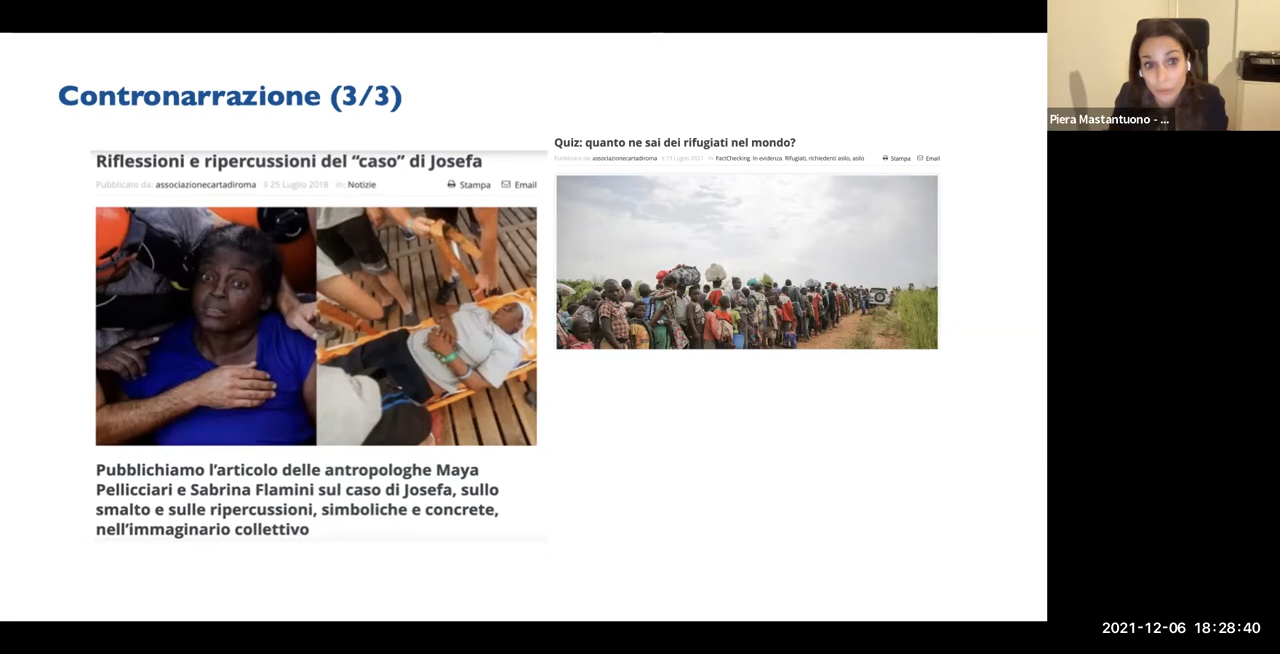 Contronarrazione (3/3)
Riflessioni e ripercussioni del “caso” di Josefa
Pubblicato da: associazionecartadiroma il 25 Luglio 2018 in: Notizie Stampa Email
Pubblichiamo l’articolo delle antropologhe Maya
Pellicciari e Sabrina Flamini sul caso di Josefa, sullo
smalto e sulle ripercussioni, simboliche e concrete,
nell’immaginario collettivo
Quiz: quanto ne sai dei rifugiati nel mondo?
Pubblicato da: associazionecartadiroma il 13 Luglio 2021 in: FactChecking, In evidenza, Rifugiati, richiedenti asilo, asilo Stampa Email
Piera Mastantuono - ...
2021-12-06 18:28:40